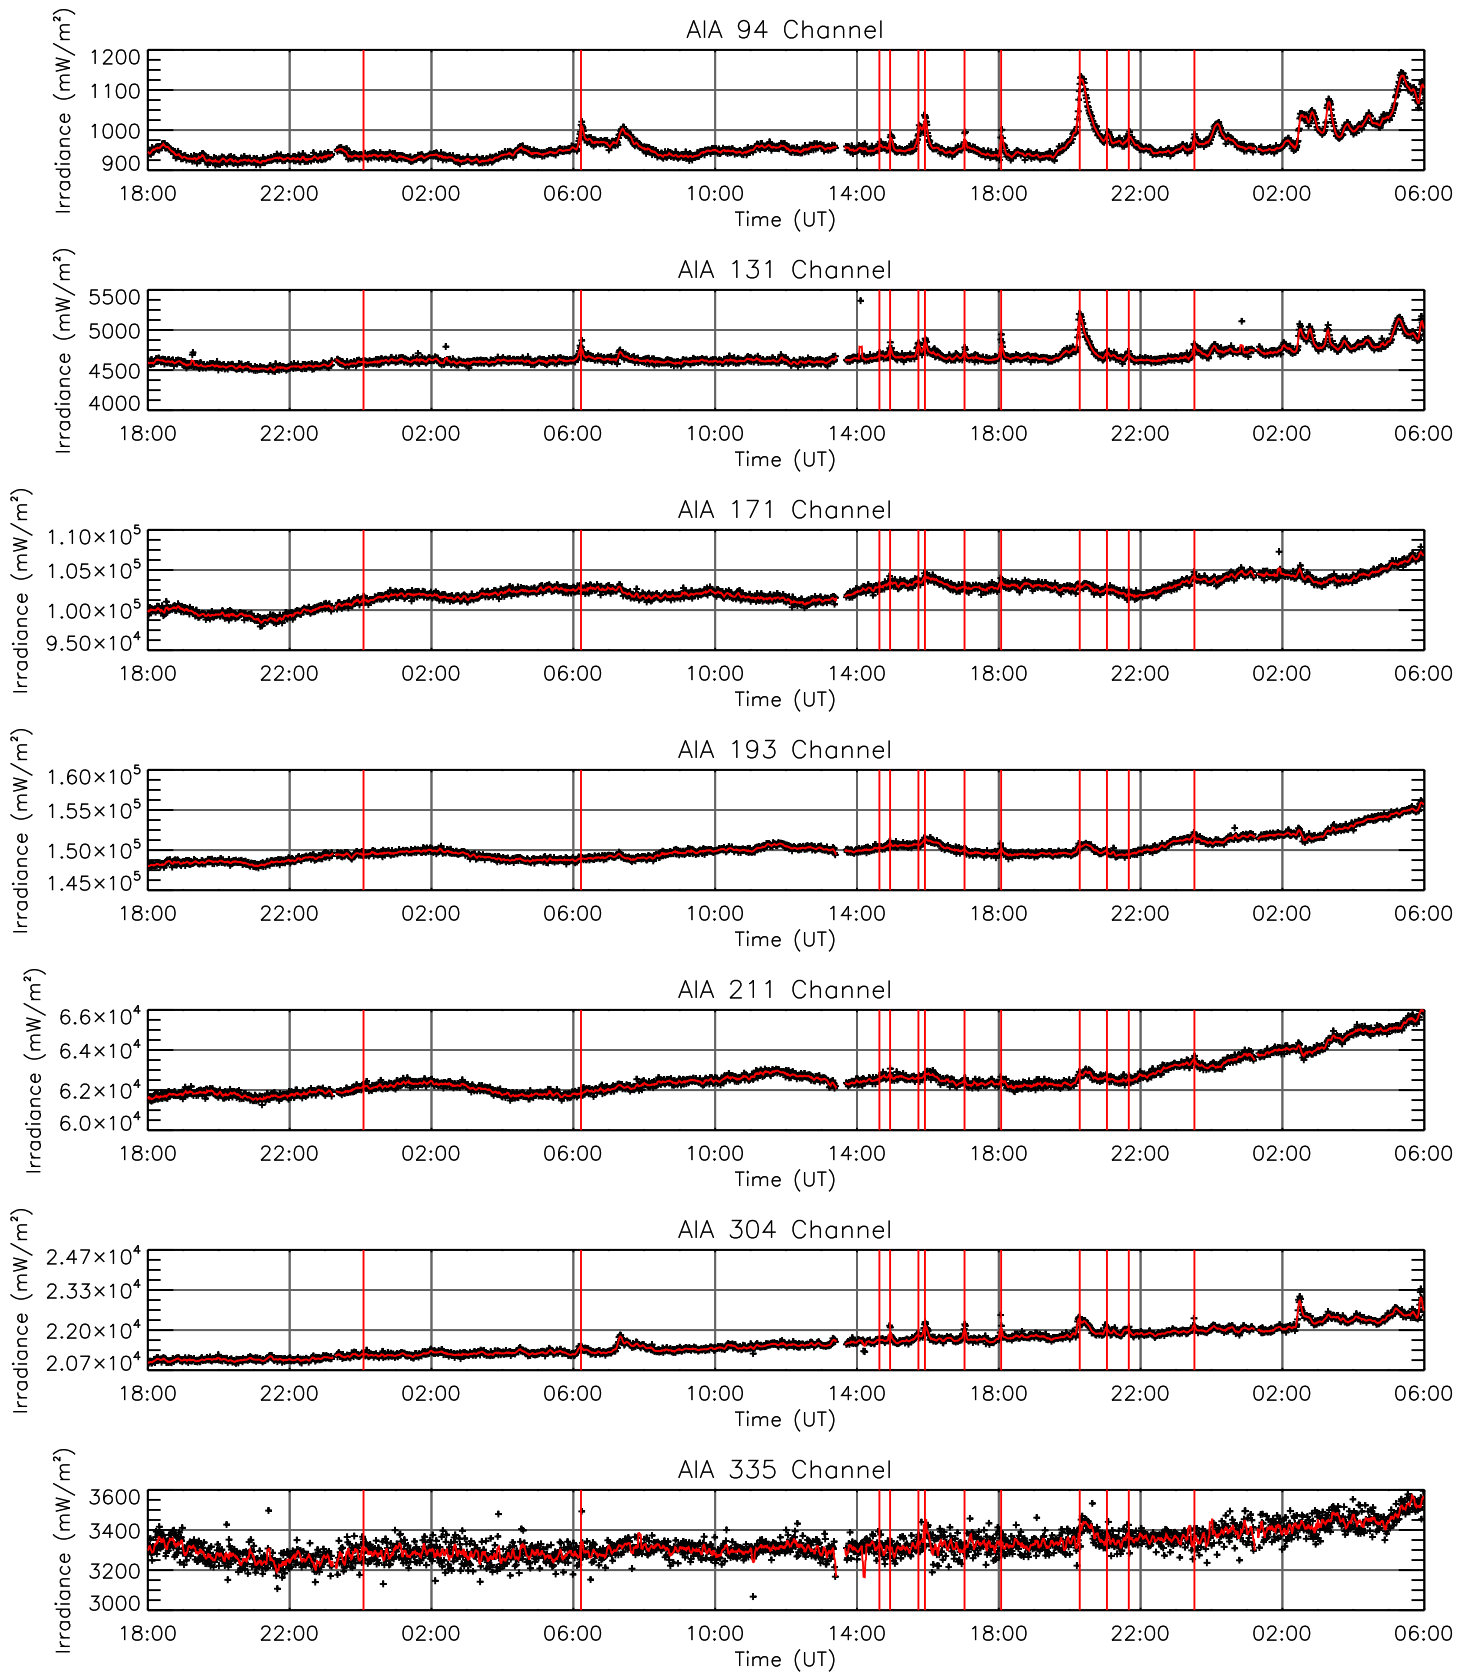 AIA 94 Channel
Irradiance (mW/m²)
1200
1100
1000
900
18:00 22:00 02:00 06:00 10:00 14:00 18:00 22:00 02:00 06:00
Time (UT)
AIA 131 Channel
Irradiance (mW/m²)
5500
5000
4500
4000
18:00 22:00 02:00 06:00 10:00 14:00 18:00 22:00 02:00 06:00
Time (UT)
AIA 171 Channel
Irradiance (mW/m²)
1.10×10⁵
1.05×10⁵
1.00×10⁵
9.50×10⁴
18:00 22:00 02:00 06:00 10:00 14:00 18:00 22:00 02:00 06:00
Time (UT)
AIA 193 Channel
Irradiance (mW/m²)
1.60×10⁵
1.55×10⁵
1.50×10⁵
1.45×10⁵
18:00 22:00 02:00 06:00 10:00 14:00 18:00 22:00 02:00 06:00
Time (UT)
AIA 211 Channel
Irradiance (mW/m²)
6.6×10⁴
6.4×10⁴
6.2×10⁴
6.0×10⁴
18:00 22:00 02:00 06:00 10:00 14:00 18:00 22:00 02:00 06:00
Time (UT)
AIA 304 Channel
Irradiance (mW/m²)
2.47×10⁴
2.33×10⁴
2.20×10⁴
2.07×10⁴
18:00 22:00 02:00 06:00 10:00 14:00 18:00 22:00 02:00 06:00
Time (UT)
AIA 335 Channel
Irradiance (mW/m²)
3600
3400
3200
3000
18:00 22:00 02:00 06:00 10:00 14:00 18:00 22:00 02:00 06:00
Time (UT)